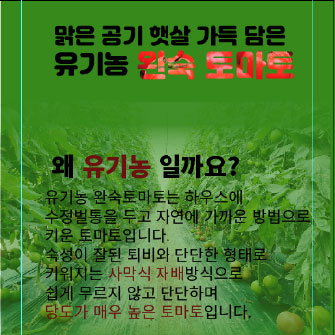 맑은 공기 햇살 가득 담은
유기농 완숙 토마토
왜 유기농 일까요?
유기농 완숙토마토는 하우스에
수정벌통을 두고 자연에 가까운 방법으로
키운 토마토입니다.
숙성이 잘된 퇴비와 단단한 형태로
키워지는 사막식 재배방식으로
쉽게 무르지 않고 단단하며
당도가 매우 높은 토마토입니다.